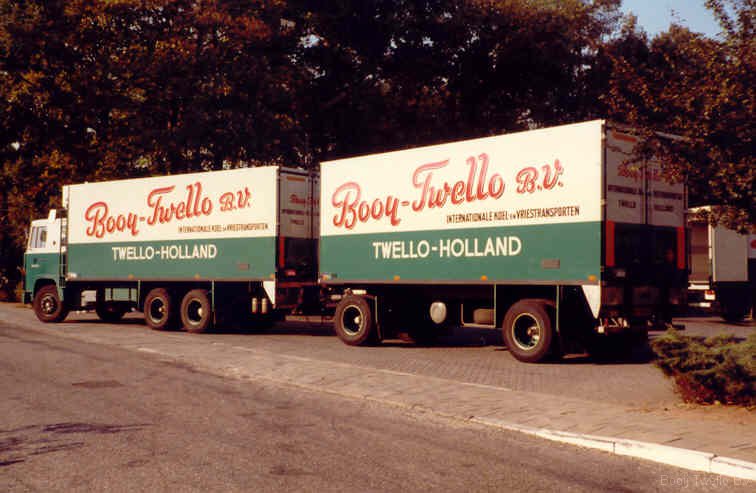 Booy-Twello B.V.
INTERNATIONALE KOEL EN VRIESTRANSPORTEN
TWELLO-HOLLAND
Booy-Twello B.V.
INTERNATIONALE KOEL EN VRIESTRANSPORTEN
TWELLO-HOLLAND
Booy Twello BV